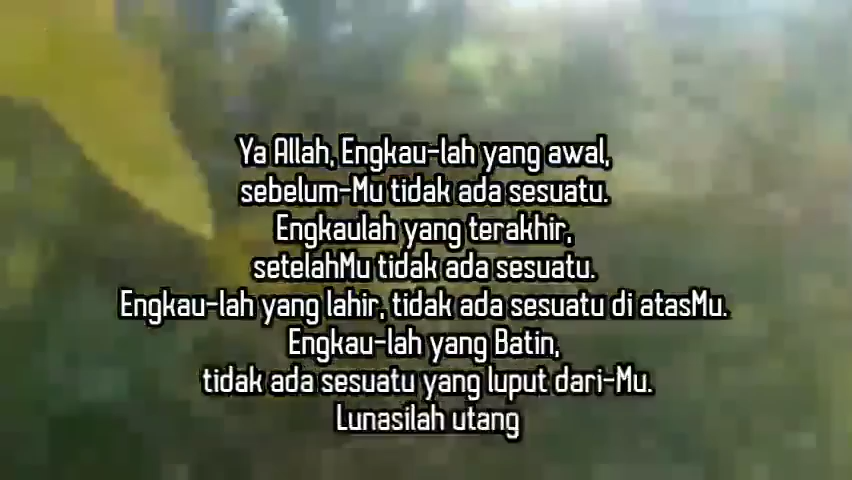 Ya Allah, Engkau-lah yang awal,
sebelum-Mu tidak ada sesuatu.
Engkaulah yang terakhir,
setelahMu tidak ada sesuatu.
Engkau-lah yang lahir, tidak ada sesuatu di atasMu.
Engkau-lah yang Batin,
tidak ada sesuatu yang luput dari-Mu.
Lunasilah utang